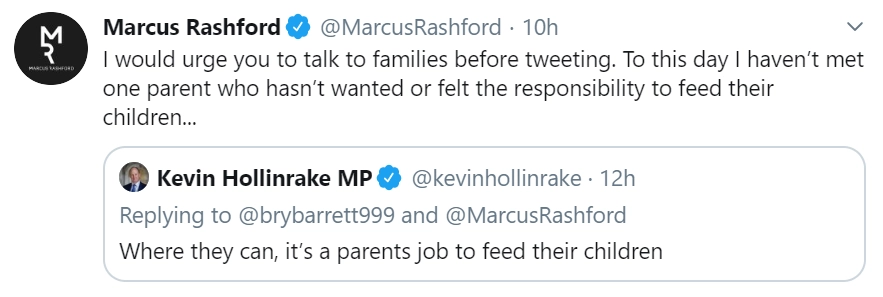 Marcus Rashford @MarcusRashford · 10h
I would urge you to talk to families before tweeting. To this day I haven’t met
one parent who hasn’t wanted or felt the responsibility to feed their
children...
Kevin Hollinrake MP @kevinhollinrake · 12h
Replying to @brybarrett999 and @MarcusRashford
Where they can, it’s a parents job to feed their children
M
R
MARCUS RASHFORD